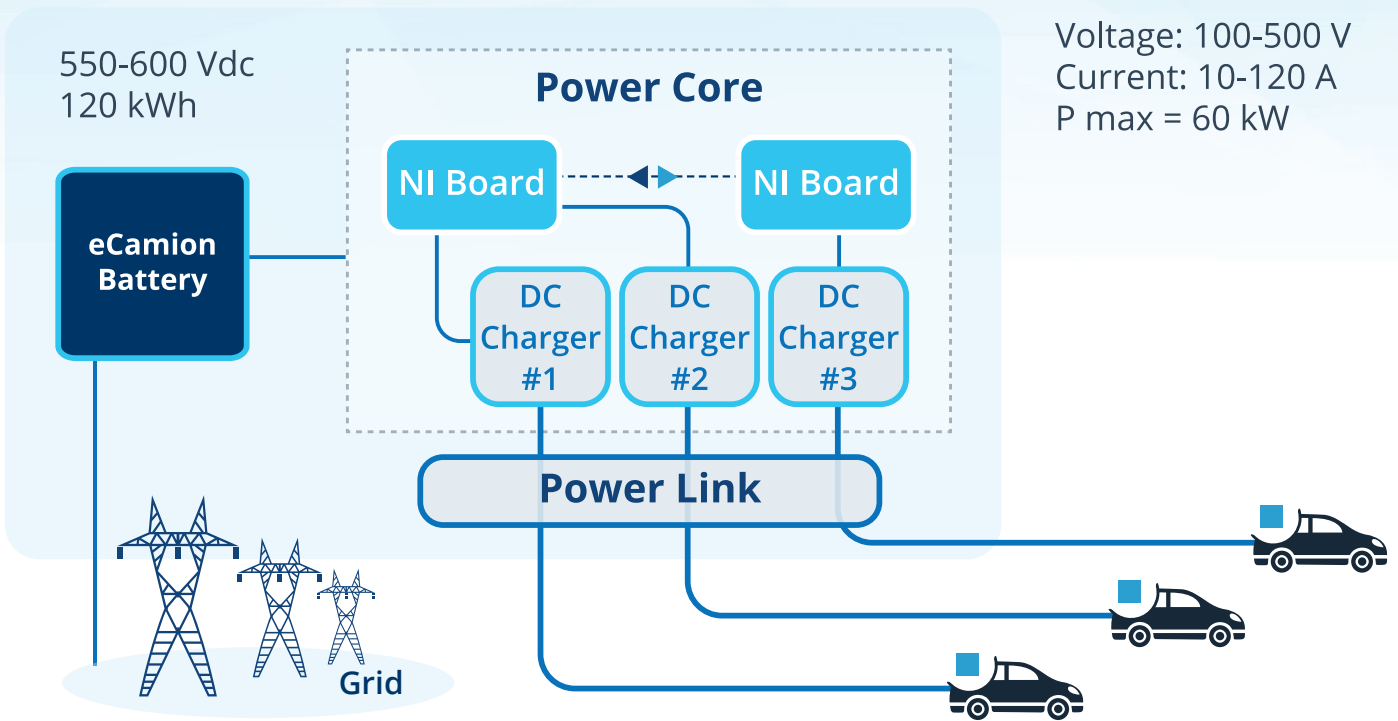 550-600 Vdc
120 kWh
Voltage: 100-500 V
Current: 10-120 A
P max = 60 kW
Power Core
NI Board
NI Board
eCamion
Battery
DC
Charger
#1
DC
Charger
#2
DC
Charger
#3
Power Link
Grid